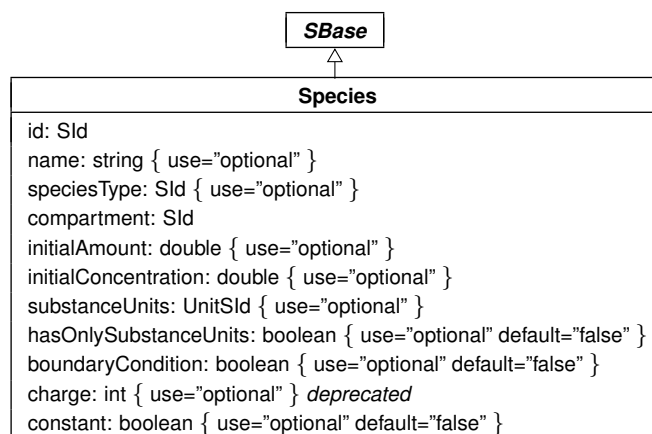 SBase
Species
id: SId
name: string { use="optional" }
speciesType: SId { use="optional" }
compartment: SId
initialAmount: double { use="optional" }
initialConcentration: double { use="optional" }
substanceUnits: UnitSId { use="optional" }
hasOnlySubstanceUnits: boolean { use="optional" default="false" }
boundaryCondition: boolean { use="optional" default="false" }
charge: int { use="optional" } deprecated
constant: boolean { use="optional" default="false" }